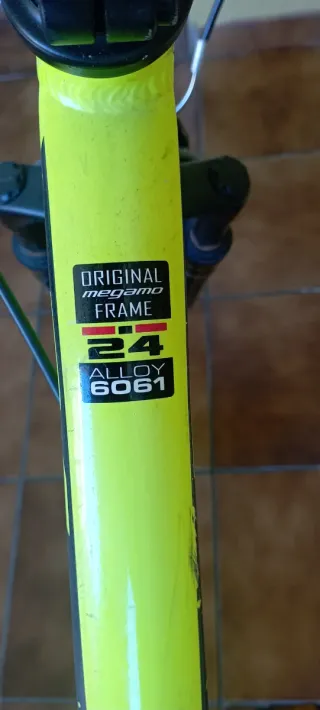 ORIGINAL
megamo
FRAME
24
ALLOY
6061